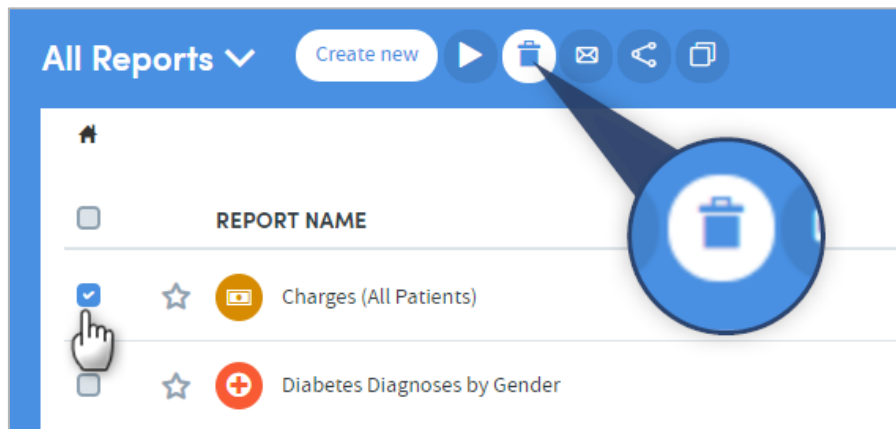 All Reports
Create new
REPORT NAME
Charges (All Patients)
Diabetes Diagnoses by Gender